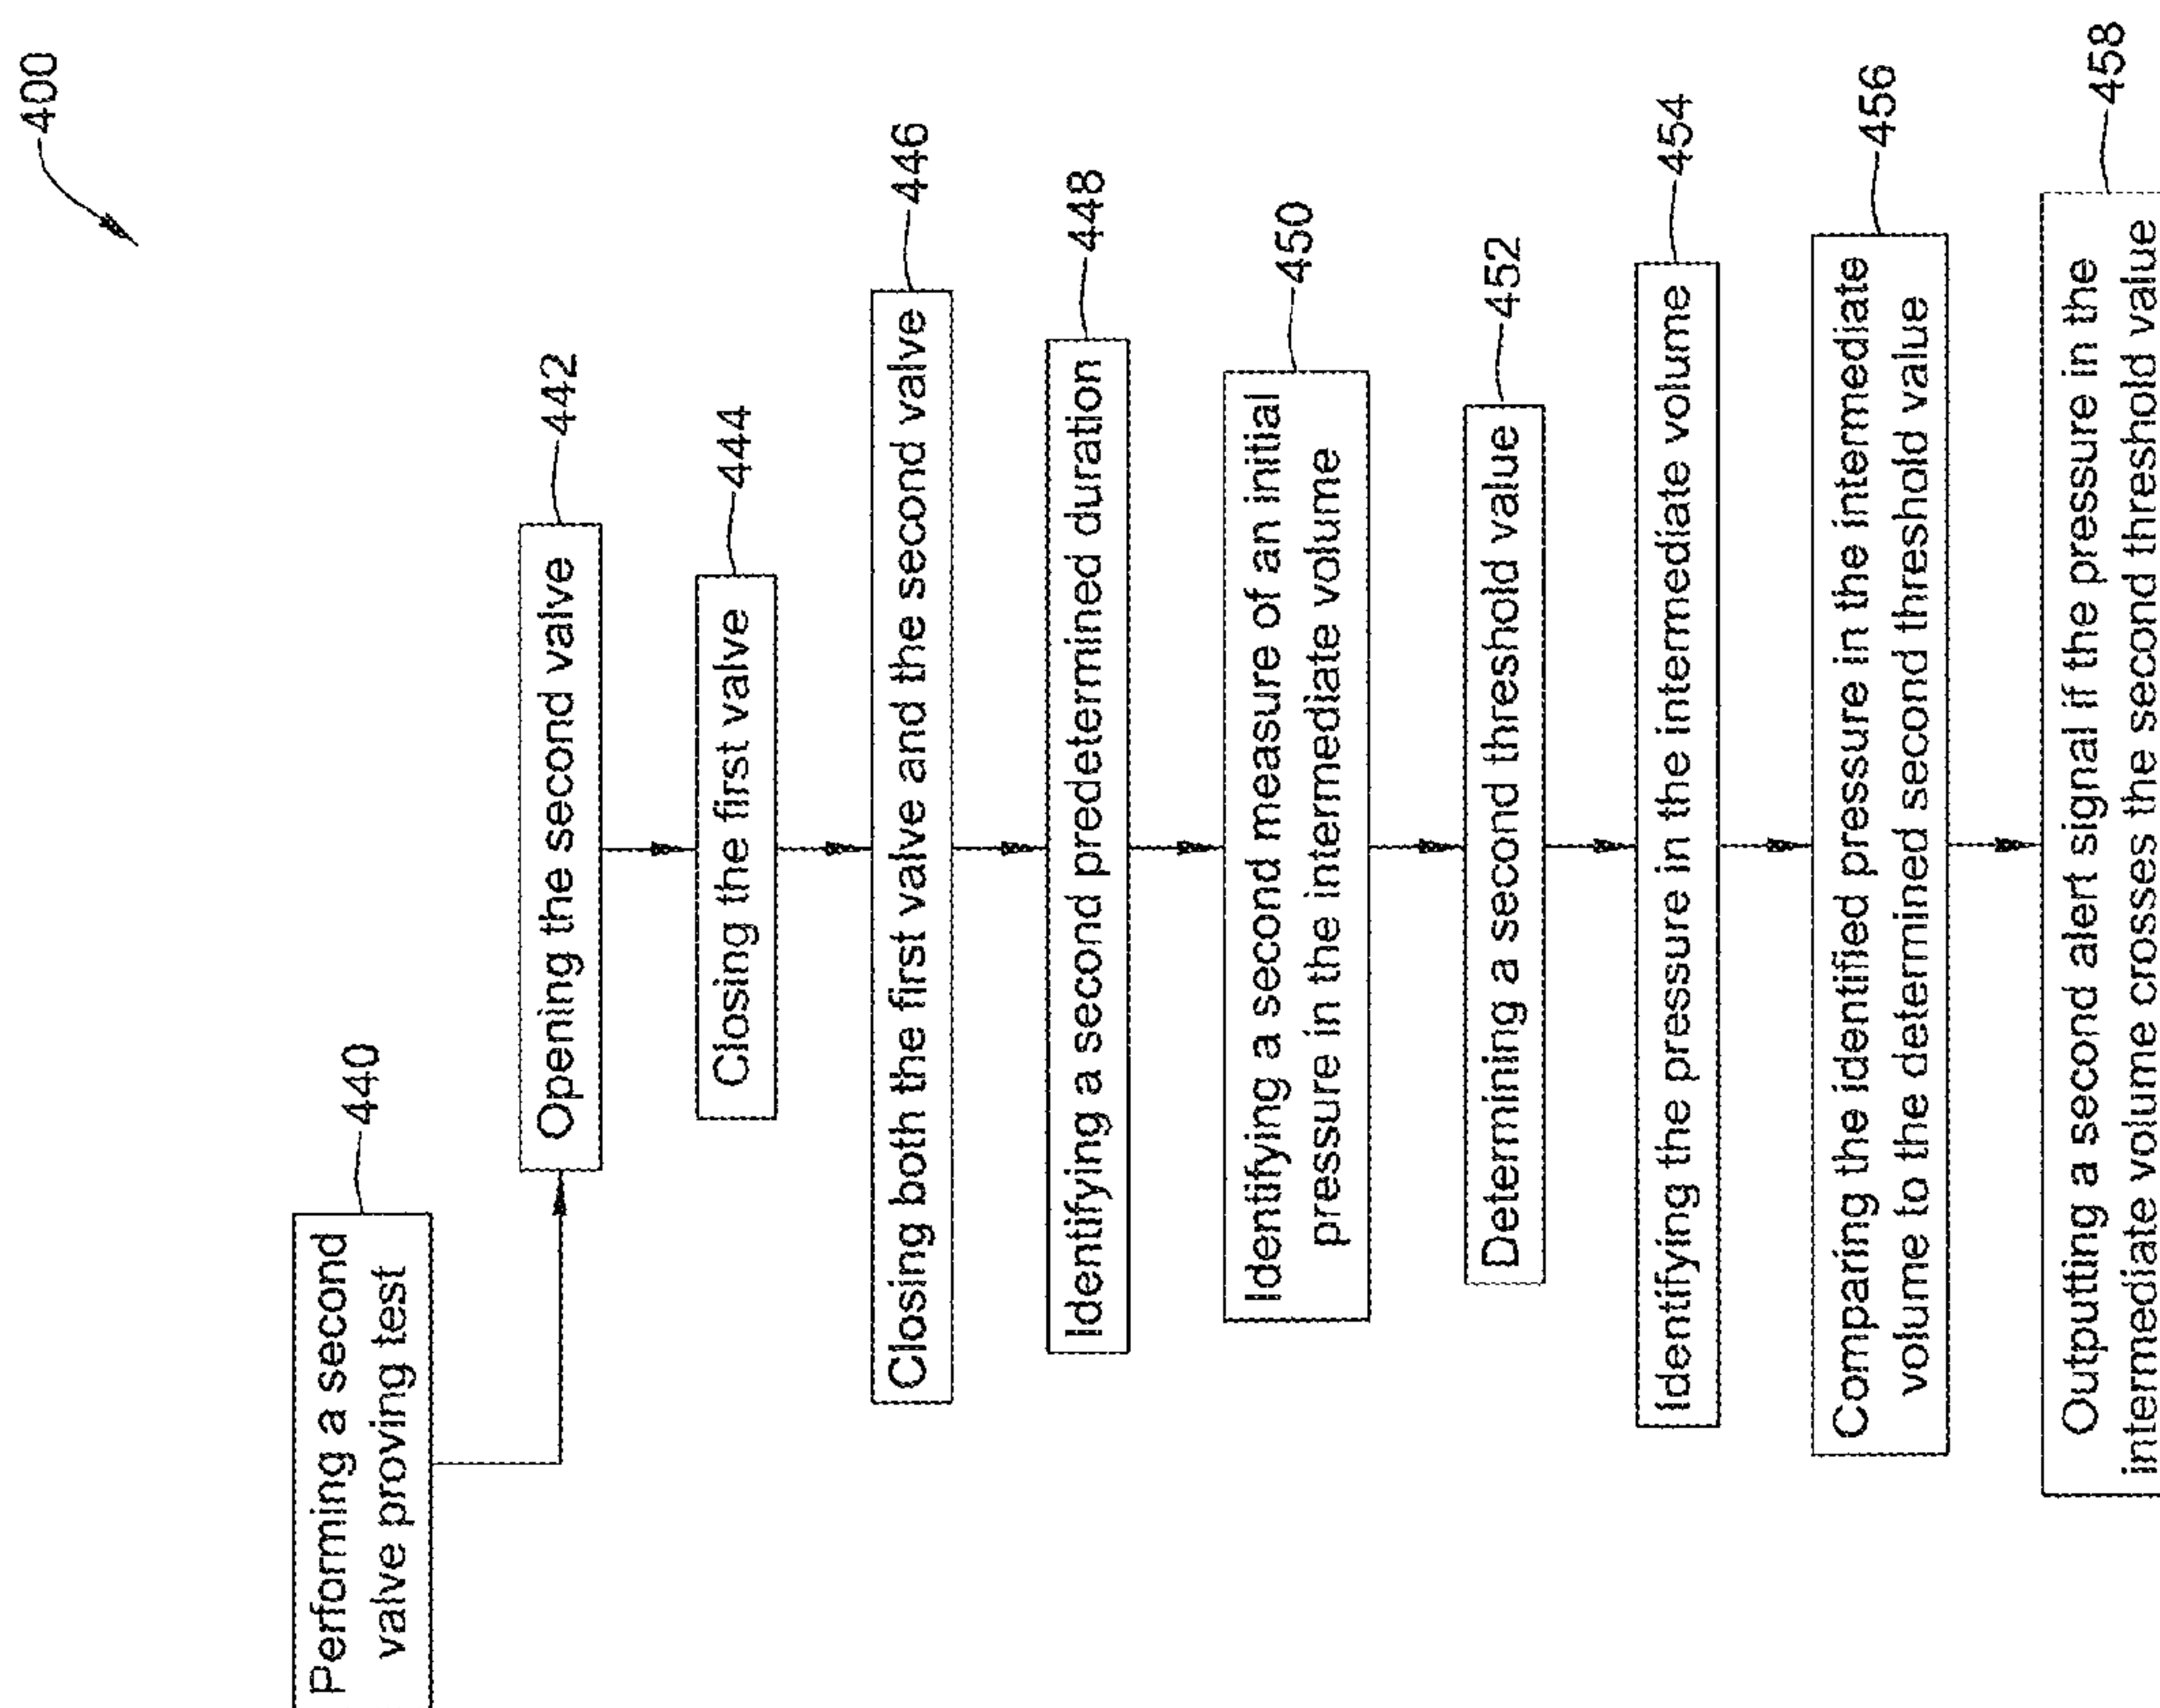 400
Performing a second
valve proving test
440
Opening the second valve
442
Closing the first valve
444
Closing both the first valve and the second valve
446
Identifying a second predetermined duration
448
Identifying a second measure of an initial
pressure in the intermediate volume
450
Determining a second threshold value
452
Identifying the pressure in the intermediate volume
454
Comparing the identified pressure in the intermediate
volume to the determined second threshold value
456
Outputting a second alert signal if the pressure in the
intermediate volume crosses the second threshold value
458